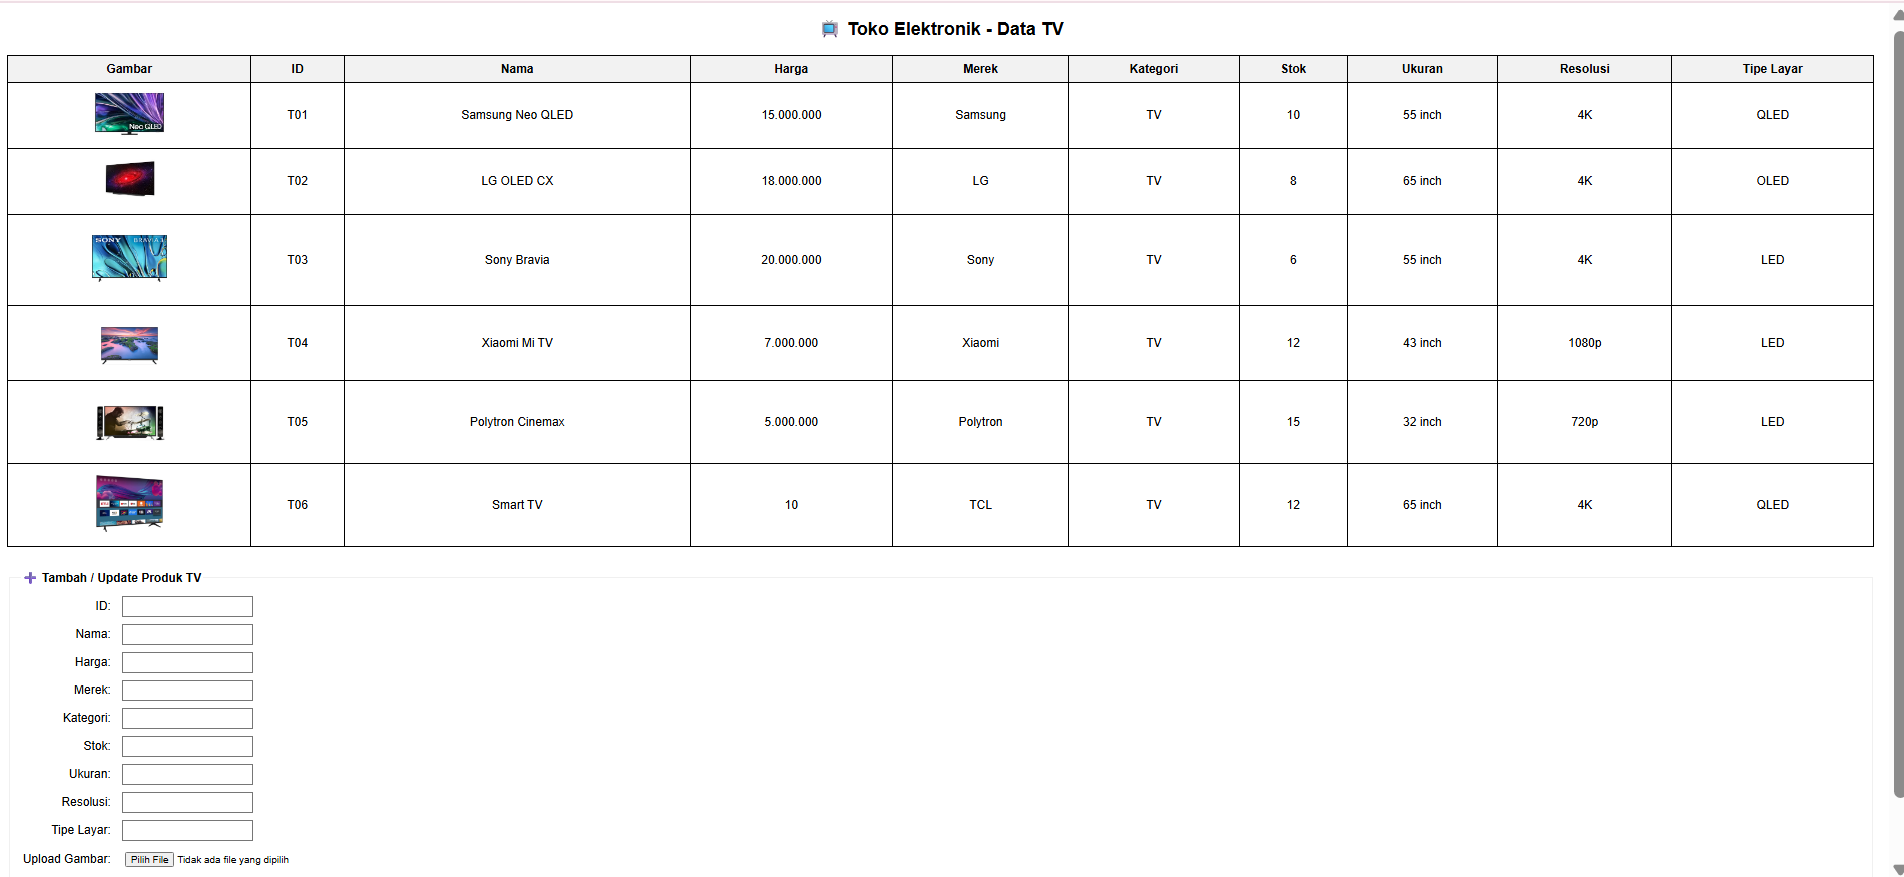 Toko Elektronik - Data TV
Gambar ID Nama Harga Merek Kategori Stok Ukuran Resolusi Tipe Layar
Neo QLED T01 Samsung Neo QLED 15.000.000 Samsung TV 10 55 inch 4K QLED
T02 LG OLED CX 18.000.000 LG TV 8 65 inch 4K OLED
SONY BRAVIA 3 T03 Sony Bravia 20.000.000 Sony TV 6 55 inch 4K LED
T04 Xiaomi Mi TV 7.000.000 Xiaomi TV 12 43 inch 1080p LED
T05 Polytron Cinemax 5.000.000 Polytron TV 15 32 inch 720p LED
T06 Smart TV 10 TCL TV 12 65 inch 4K QLED
Tambah / Update Produk TV
ID:
Nama:
Harga:
Merek:
Kategori:
Stok:
Ukuran:
Resolusi:
Tipe Layar:
Upload Gambar: Pilih File Tidak ada file yang dipilih